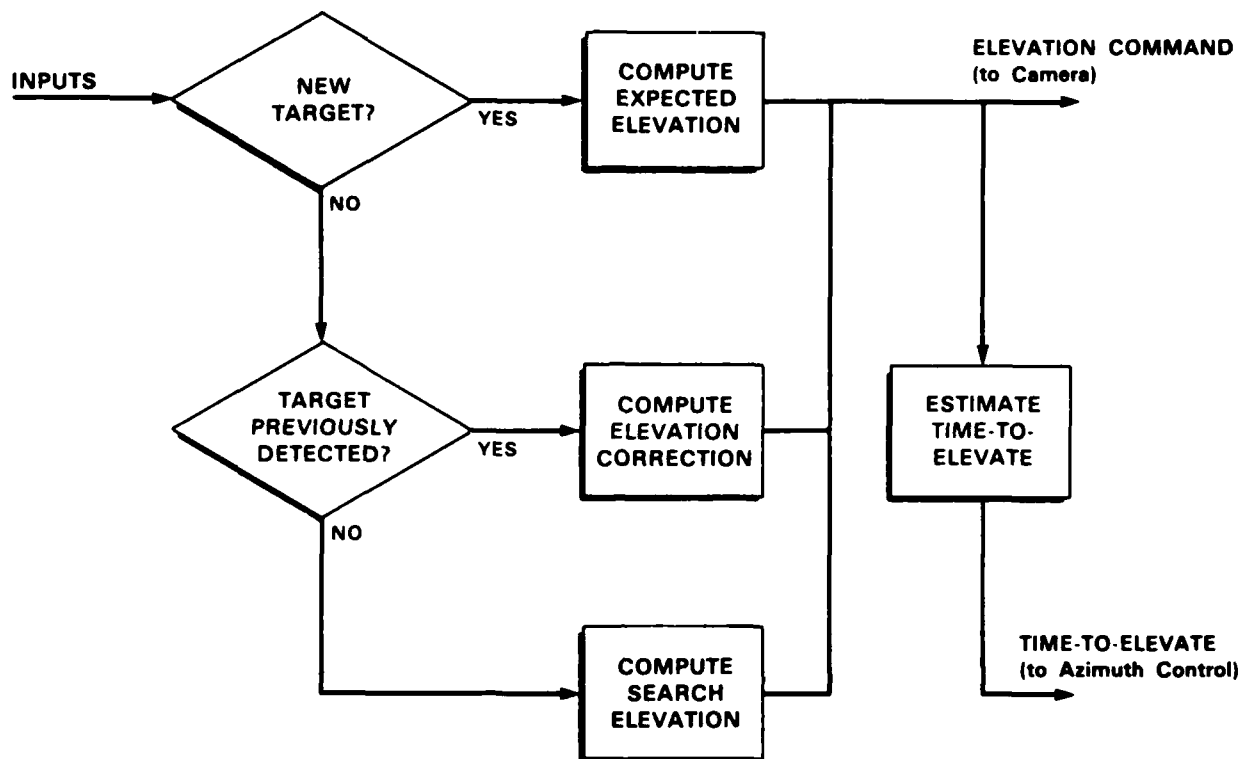 INPUTS
NEW
TARGET?
YES
NO
COMPUTE
EXPECTED
ELEVATION
ELEVATION COMMAND
(to Camera)
TARGET
PREVIOUSLY
DETECTED?
YES
NO
COMPUTE
ELEVATION
CORRECTION
ESTIMATE
TIME-TO-
ELEVATE
COMPUTE
SEARCH
ELEVATION
TIME-TO-ELEVATE
(to Azimuth Control)